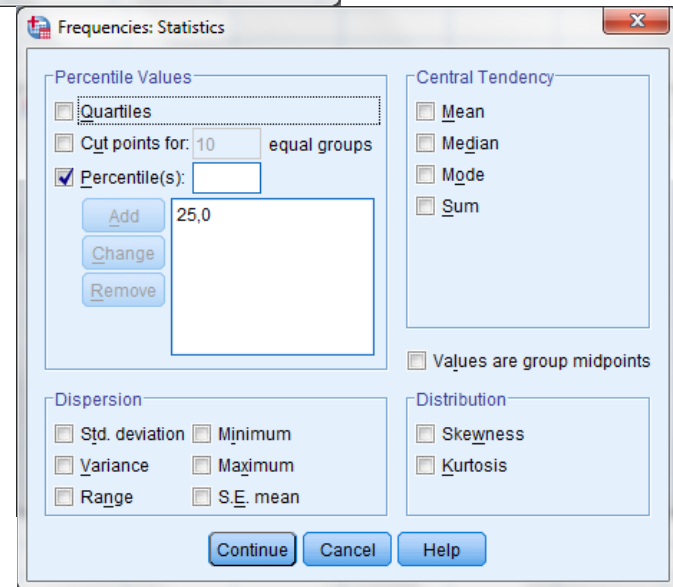 Frequencies: Statistics
X
Percentile Values
Quartiles
Cut points for: 10 equal groups
Percentile(s):
Add
25,0
Change
Remove
Central Tendency
Mean
Median
Mode
Sum
Values are group midpoints
Dispersion
Std. deviation Minimum
Variance Maximum
Range S.E. mean
Distribution
Skewness
Kurtosis
Continue Cancel Help